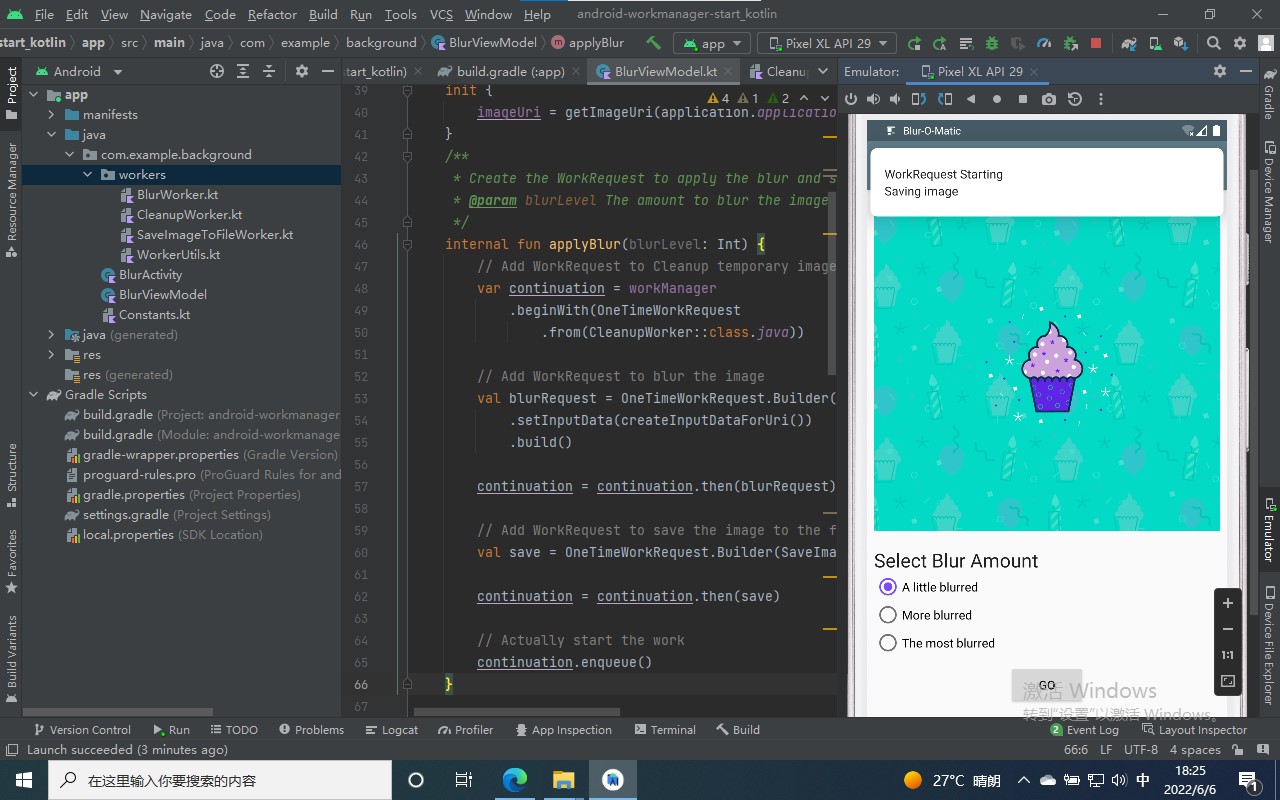 File Edit View Navigate Code Refactor Build Run Tools VCS Window Help android-workmanager-start_kotlin
start_kotlin app src main java com example background BlurViewModel applyBlur app Pixel XL API 29
Project
Resource Manager
Structure
Favorites
Build Variants
Android
app
manifests
java
com.example.background
workers
BlurWorker.kt
CleanupWorker.kt
SaveImageToFileWorker.kt
WorkerUtils.kt
BlurActivity
BlurViewModel
Constants.kt
java (generated)
res
res (generated)
Gradle Scripts
build.gradle (Project: android-workmanager
build.gradle (Module: android-workmanage
gradle-wrapper.properties (Gradle Version)
proguard-rules.pro (ProGuard Rules for and
gradle.properties (Project Properties)
settings.gradle (Project Settings)
local.properties (SDK Location)
tart_kotlin) build.gradle (:app) BlurViewModel.kt Cleanu
4 1 2
39 init {
40 imageUri = getImageUri(application.applicatio
41 }
42 /**
43 * Create the WorkRequest to apply the blur and s
44 * @param blurLevel The amount to blur the image
45 */
46 internal fun applyBlur(blurLevel: Int) {
47 // Add WorkRequest to Cleanup temporary image
48 var continuation = workManager
49 .beginWith(OneTimeWorkRequest
50 .from(CleanupWorker::class.java))
51
52 // Add WorkRequest to blur the image
53 val blurRequest = OneTimeWorkRequest.Builder(
54 .setInputData(createInputDataForUri())
55 .build()
56
57 continuation = continuation.then(blurRequest)
58
59 // Add WorkRequest to save the image to the f
60 val save = OneTimeWorkRequest.Builder(SaveIma
61
62 continuation = continuation.then(save)
63
64 // Actually start the work
65 continuation.enqueue()
66 }
67
Emulator: Pixel XL API 29
Blur-O-Matic
WorkRequest Starting
Saving image
Select Blur Amount
A little blurred
More blurred
The most blurred
GO
1:1
激活 Windows
转到"设置"以激活 Windows。
Gradle
Device Manager
Emulator
Device File Explorer
Version Control Run TODO Problems Logcat Profiler App Inspection Terminal Build 2 Event Log Layout Inspector
Launch succeeded (3 minutes ago) 66:6 LF UTF-8 4 spaces
在这里输入你要搜索的内容 27°C 晴朗 中 18:25
2022/6/6
1